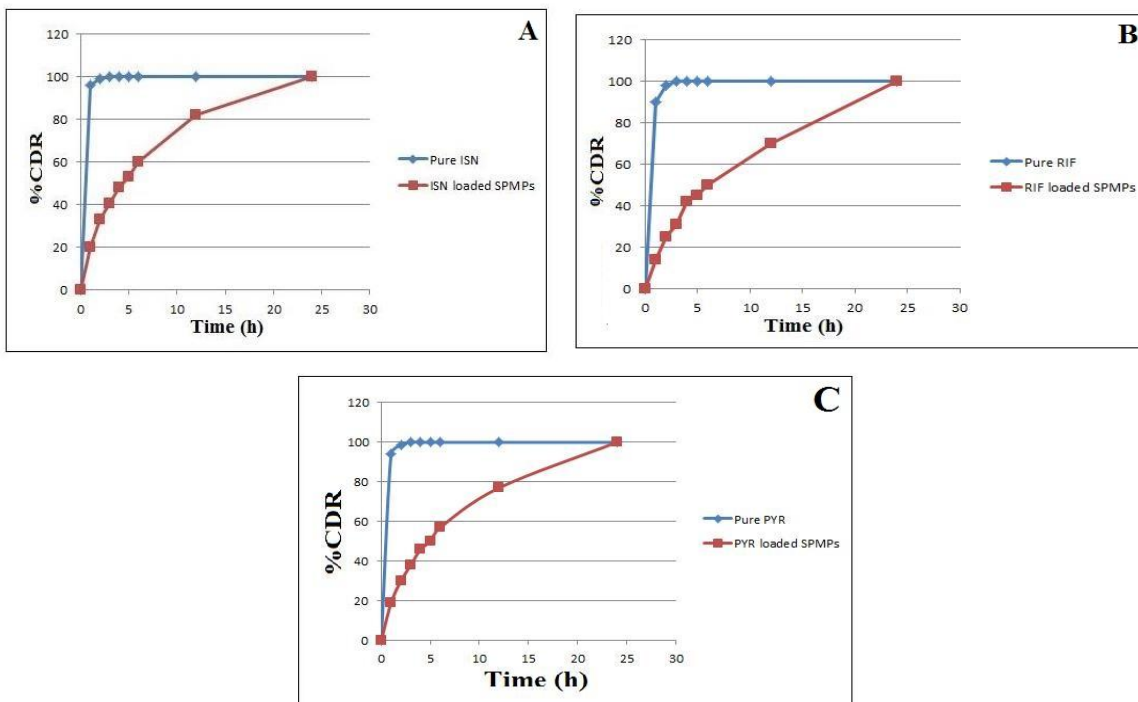 A
120
100
80
60
40
20
0
%CDR
0 5 10 15 20 25 30
Time (h)
Pure ISN
ISN loaded SPMPs
B
120
100
80
60
40
20
0
%CDR
0 5 10 15 20 25 30
Time (h)
Pure RIF
RIF loaded SPMPs
C
120
100
80
60
40
20
0
%CDR
0 5 10 15 20 25 30
Time (h)
Pure PYR
PYR loaded SPMPs